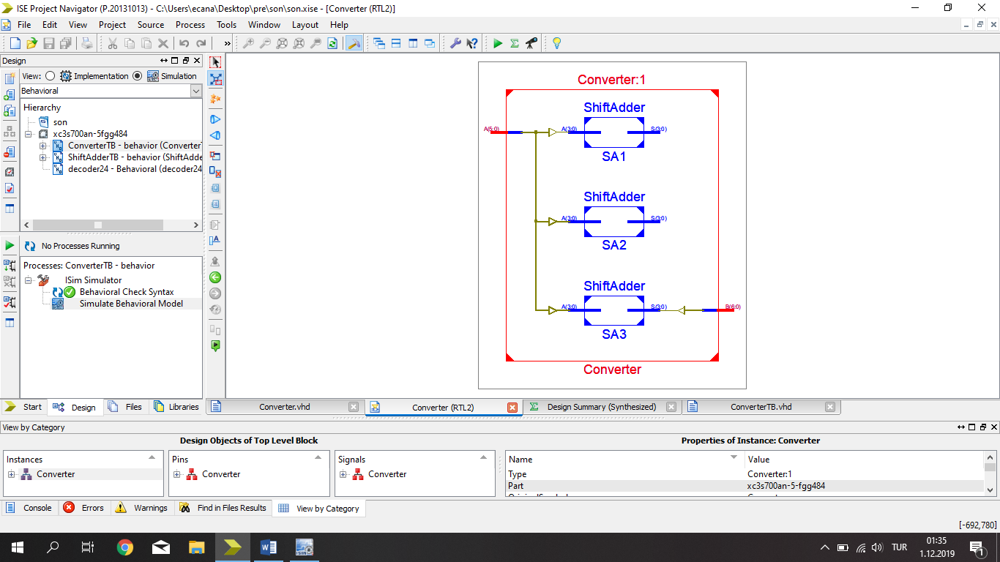 ISE Project Navigator (P.20131013) - C:\Users\ecana\Desktop\pre\son\son.xise - [Converter (RTL2)]
File Edit View Project Source Process Tools Window Layout Help
Design
View: Implementation Simulation
Behavioral
Hierarchy
son
xc3s700an-5fgg484
ConverterTB - behavior (Converter
ShiftAdderTB - behavior (ShiftAdde
decoder24 - Behavioral (decoder24
No Processes Running
Processes: ConverterTB - behavior
ISim Simulator
Behavioral Check Syntax
Simulate Behavioral Model
Start Design Files Libraries
Converter:1
ShiftAdder
A(5:0) A(3:0) S(3:0)
SA1
ShiftAdder
A(3:0) S(3:0)
SA2
ShiftAdder
A(3:0) S(3:0) B(6:0)
SA3
Converter
Converter.vhd Converter (RTL2) Design Summary (Synthesized) ConverterTB.vhd
View by Category
Design Objects of Top Level Block Properties of Instance: Converter
Instances Pins Signals Name Value
Converter Converter Converter Type Converter:1
Part xc3s700an-5-fgg484
Console Errors Warnings Find in Files Results View by Category
[-692,780]
TUR
01:35
1.12.2019
1